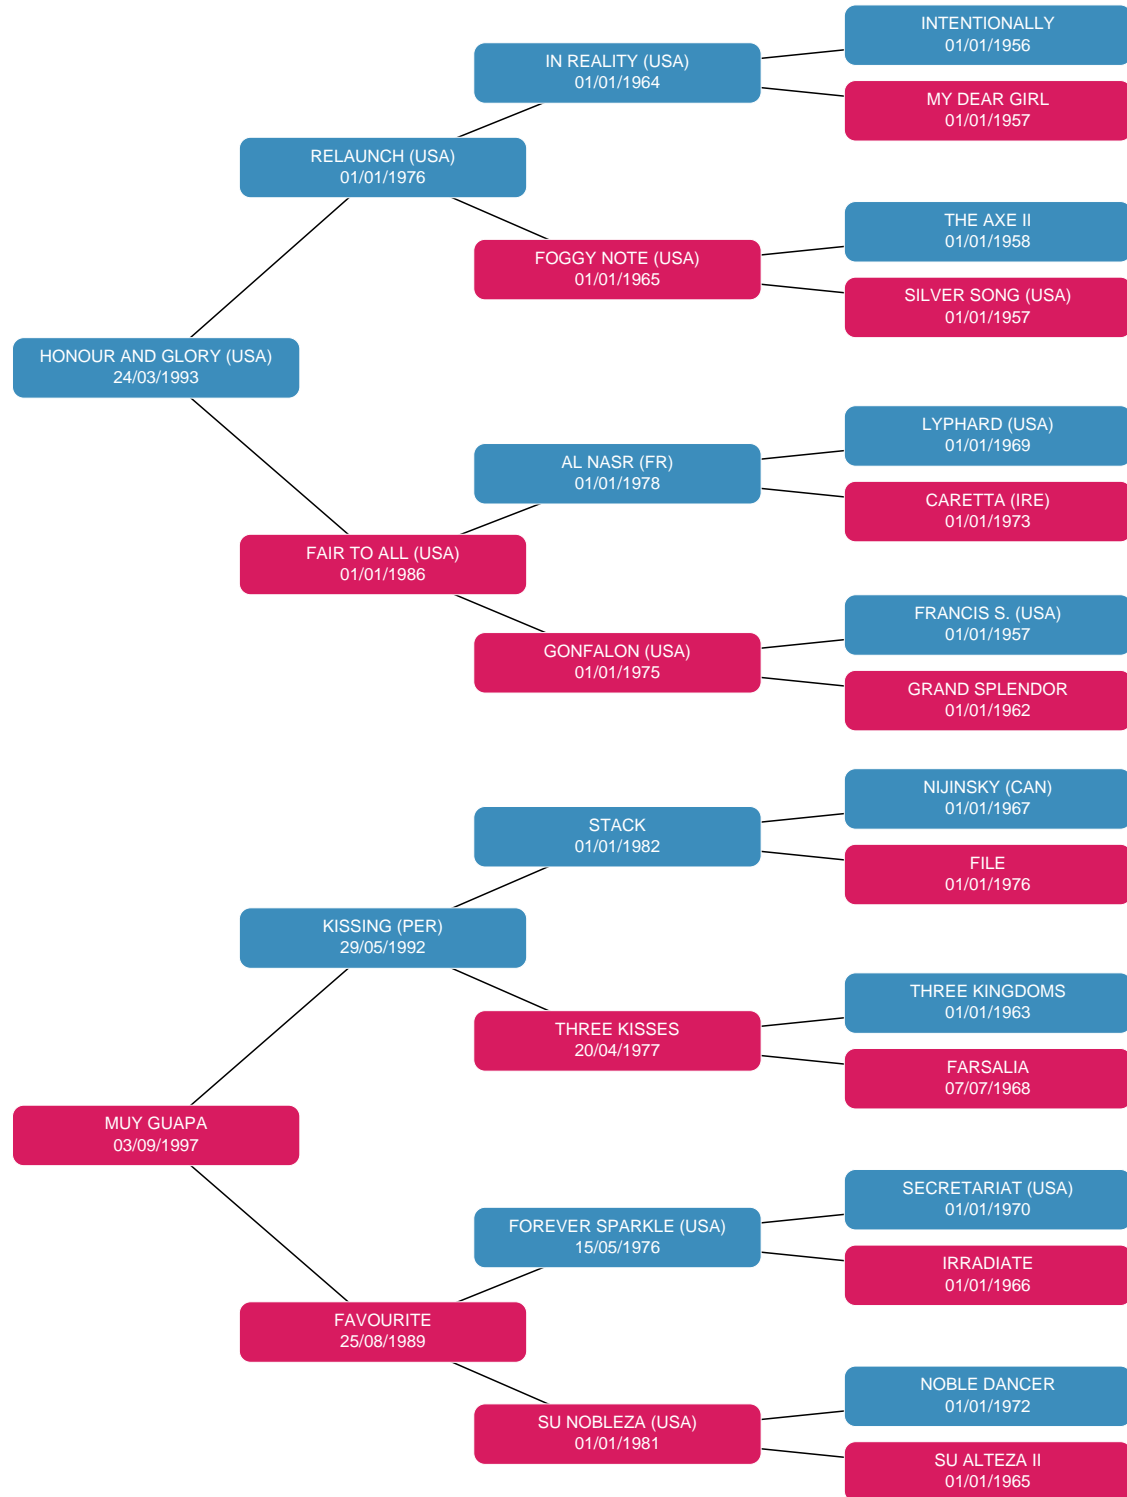 INTENTIONALLY
01/01/1956
IN REALITY (USA)
01/01/1964
MY DEAR GIRL
01/01/1957
RELAUNCH (USA)
01/01/1976
THE AXE II
01/01/1958
FOGGY NOTE (USA)
01/01/1965
SILVER SONG (USA)
01/01/1957
HONOUR AND GLORY (USA)
24/03/1993
LYPHARD (USA)
01/01/1969
AL NASR (FR)
01/01/1978
CARETTA (IRE)
01/01/1973
FAIR TO ALL (USA)
01/01/1986
FRANCIS S. (USA)
01/01/1957
GONFALON (USA)
01/01/1975
GRAND SPLENDOR
01/01/1962
NIJINSKY (CAN)
01/01/1967
STACK
01/01/1982
FILE
01/01/1976
KISSING (PER)
29/05/1992
THREE KINGDOMS
01/01/1963
THREE KISSES
20/04/1977
FARSALIA
07/07/1968
MUY GUAPA
03/09/1997
SECRETARIAT (USA)
01/01/1970
FOREVER SPARKLE (USA)
15/05/1976
IRRADIATE
01/01/1966
FAVOURITE
25/08/1989
NOBLE DANCER
01/01/1972
SU NOBLEZA (USA)
01/01/1981
SU ALTEZA II
01/01/1965